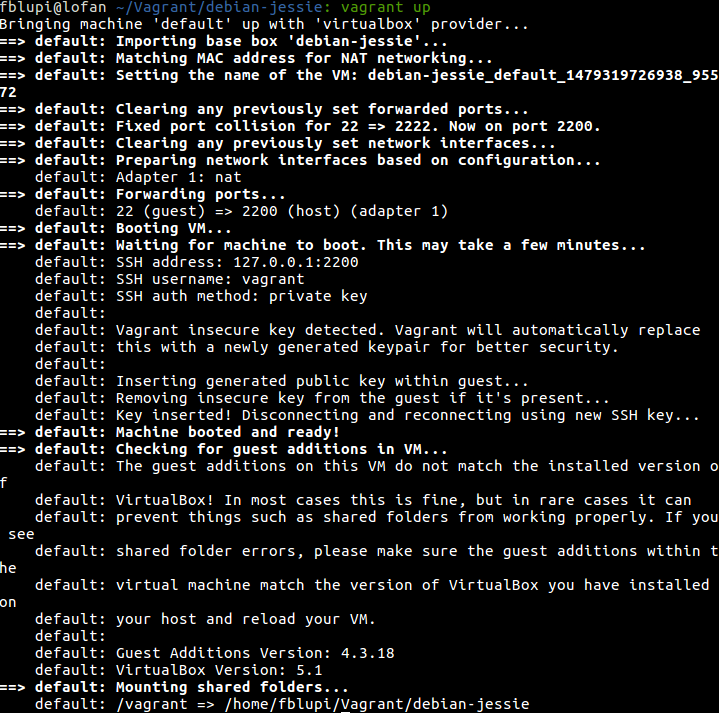 fblupi@lofan ~/Vagrant/debian-jessie: vagrant up
Bringing machine 'default' up with 'virtualbox' provider...
==> default: Importing base box 'debian-jessie'...
==> default: Matching MAC address for NAT networking...
==> default: Setting the name of the VM: debian-jessie_default_1479319726938_955
72
==> default: Clearing any previously set forwarded ports...
==> default: Fixed port collision for 22 => 2222. Now on port 2200.
==> default: Clearing any previously set network interfaces...
==> default: Preparing network interfaces based on configuration...
    default: Adapter 1: nat
==> default: Forwarding ports...
    default: 22 (guest) => 2200 (host) (adapter 1)
==> default: Booting VM...
==> default: Waiting for machine to boot. This may take a few minutes...
    default: SSH address: 127.0.0.1:2200
    default: SSH username: vagrant
    default: SSH auth method: private key
    default:
    default: Vagrant insecure key detected. Vagrant will automatically replace
    default: this with a newly generated keypair for better security.
    default:
    default: Inserting generated public key within guest...
    default: Removing insecure key from the guest if it's present...
    default: Key inserted! Disconnecting and reconnecting using new SSH key...
==> default: Machine booted and ready!
==> default: Checking for guest additions in VM...
    default: The guest additions on this VM do not match the installed version o
f
    default: VirtualBox! In most cases this is fine, but in rare cases it can
    default: prevent things such as shared folders from working properly. If you
 see
    default: shared folder errors, please make sure the guest additions within t
he
    default: virtual machine match the version of VirtualBox you have installed
on
    default: your host and reload your VM.
    default:
    default: Guest Additions Version: 4.3.18
    default: VirtualBox Version: 5.1
==> default: Mounting shared folders...
    default: /vagrant => /home/fblupi/Vagrant/debian-jessie